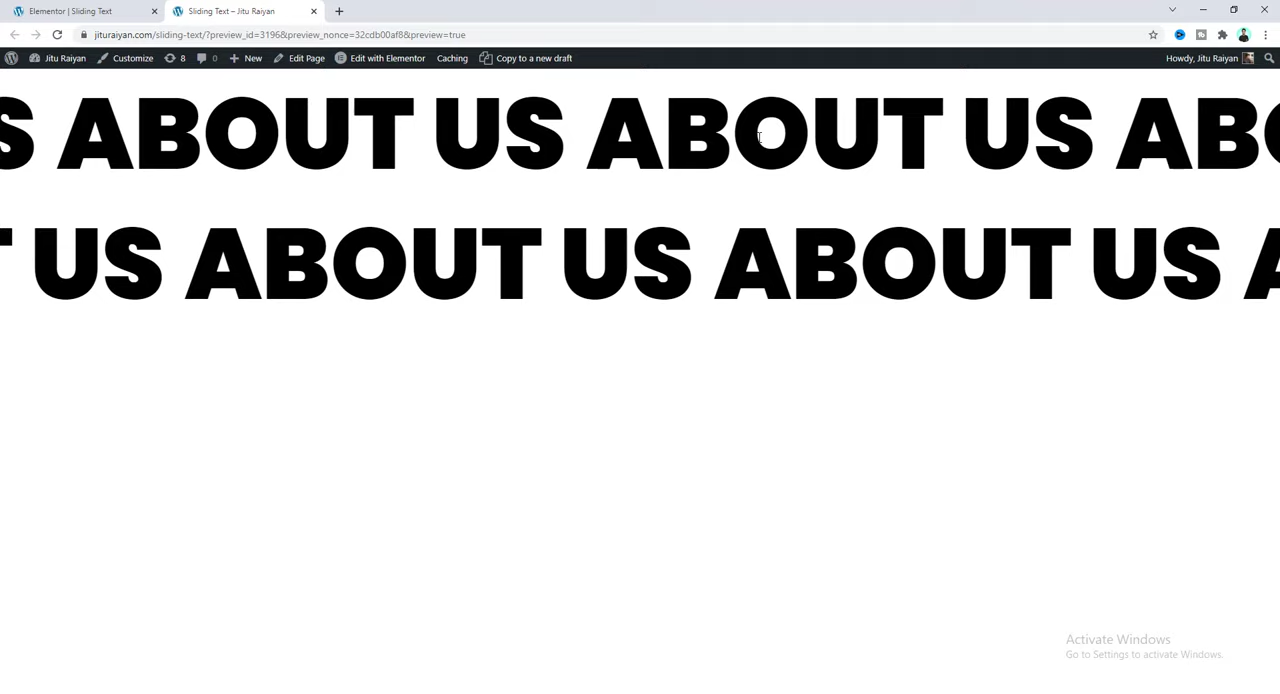 Elementor | Sliding Text
Sliding Text – Jitu Raiyan
jituraiyan.com/sliding-text/?preview_id=3196&preview_nonce=32cdb00af8&preview=true
Jitu Raiyan Customize 8 0 New Edit Page Edit with Elementor Caching Copy to a new draft Howdy, Jitu Raiyan
S ABOUT US ABOUT US ABO
T US ABOUT US ABOUT US A
Activate Windows
Go to Settings to activate Windows.